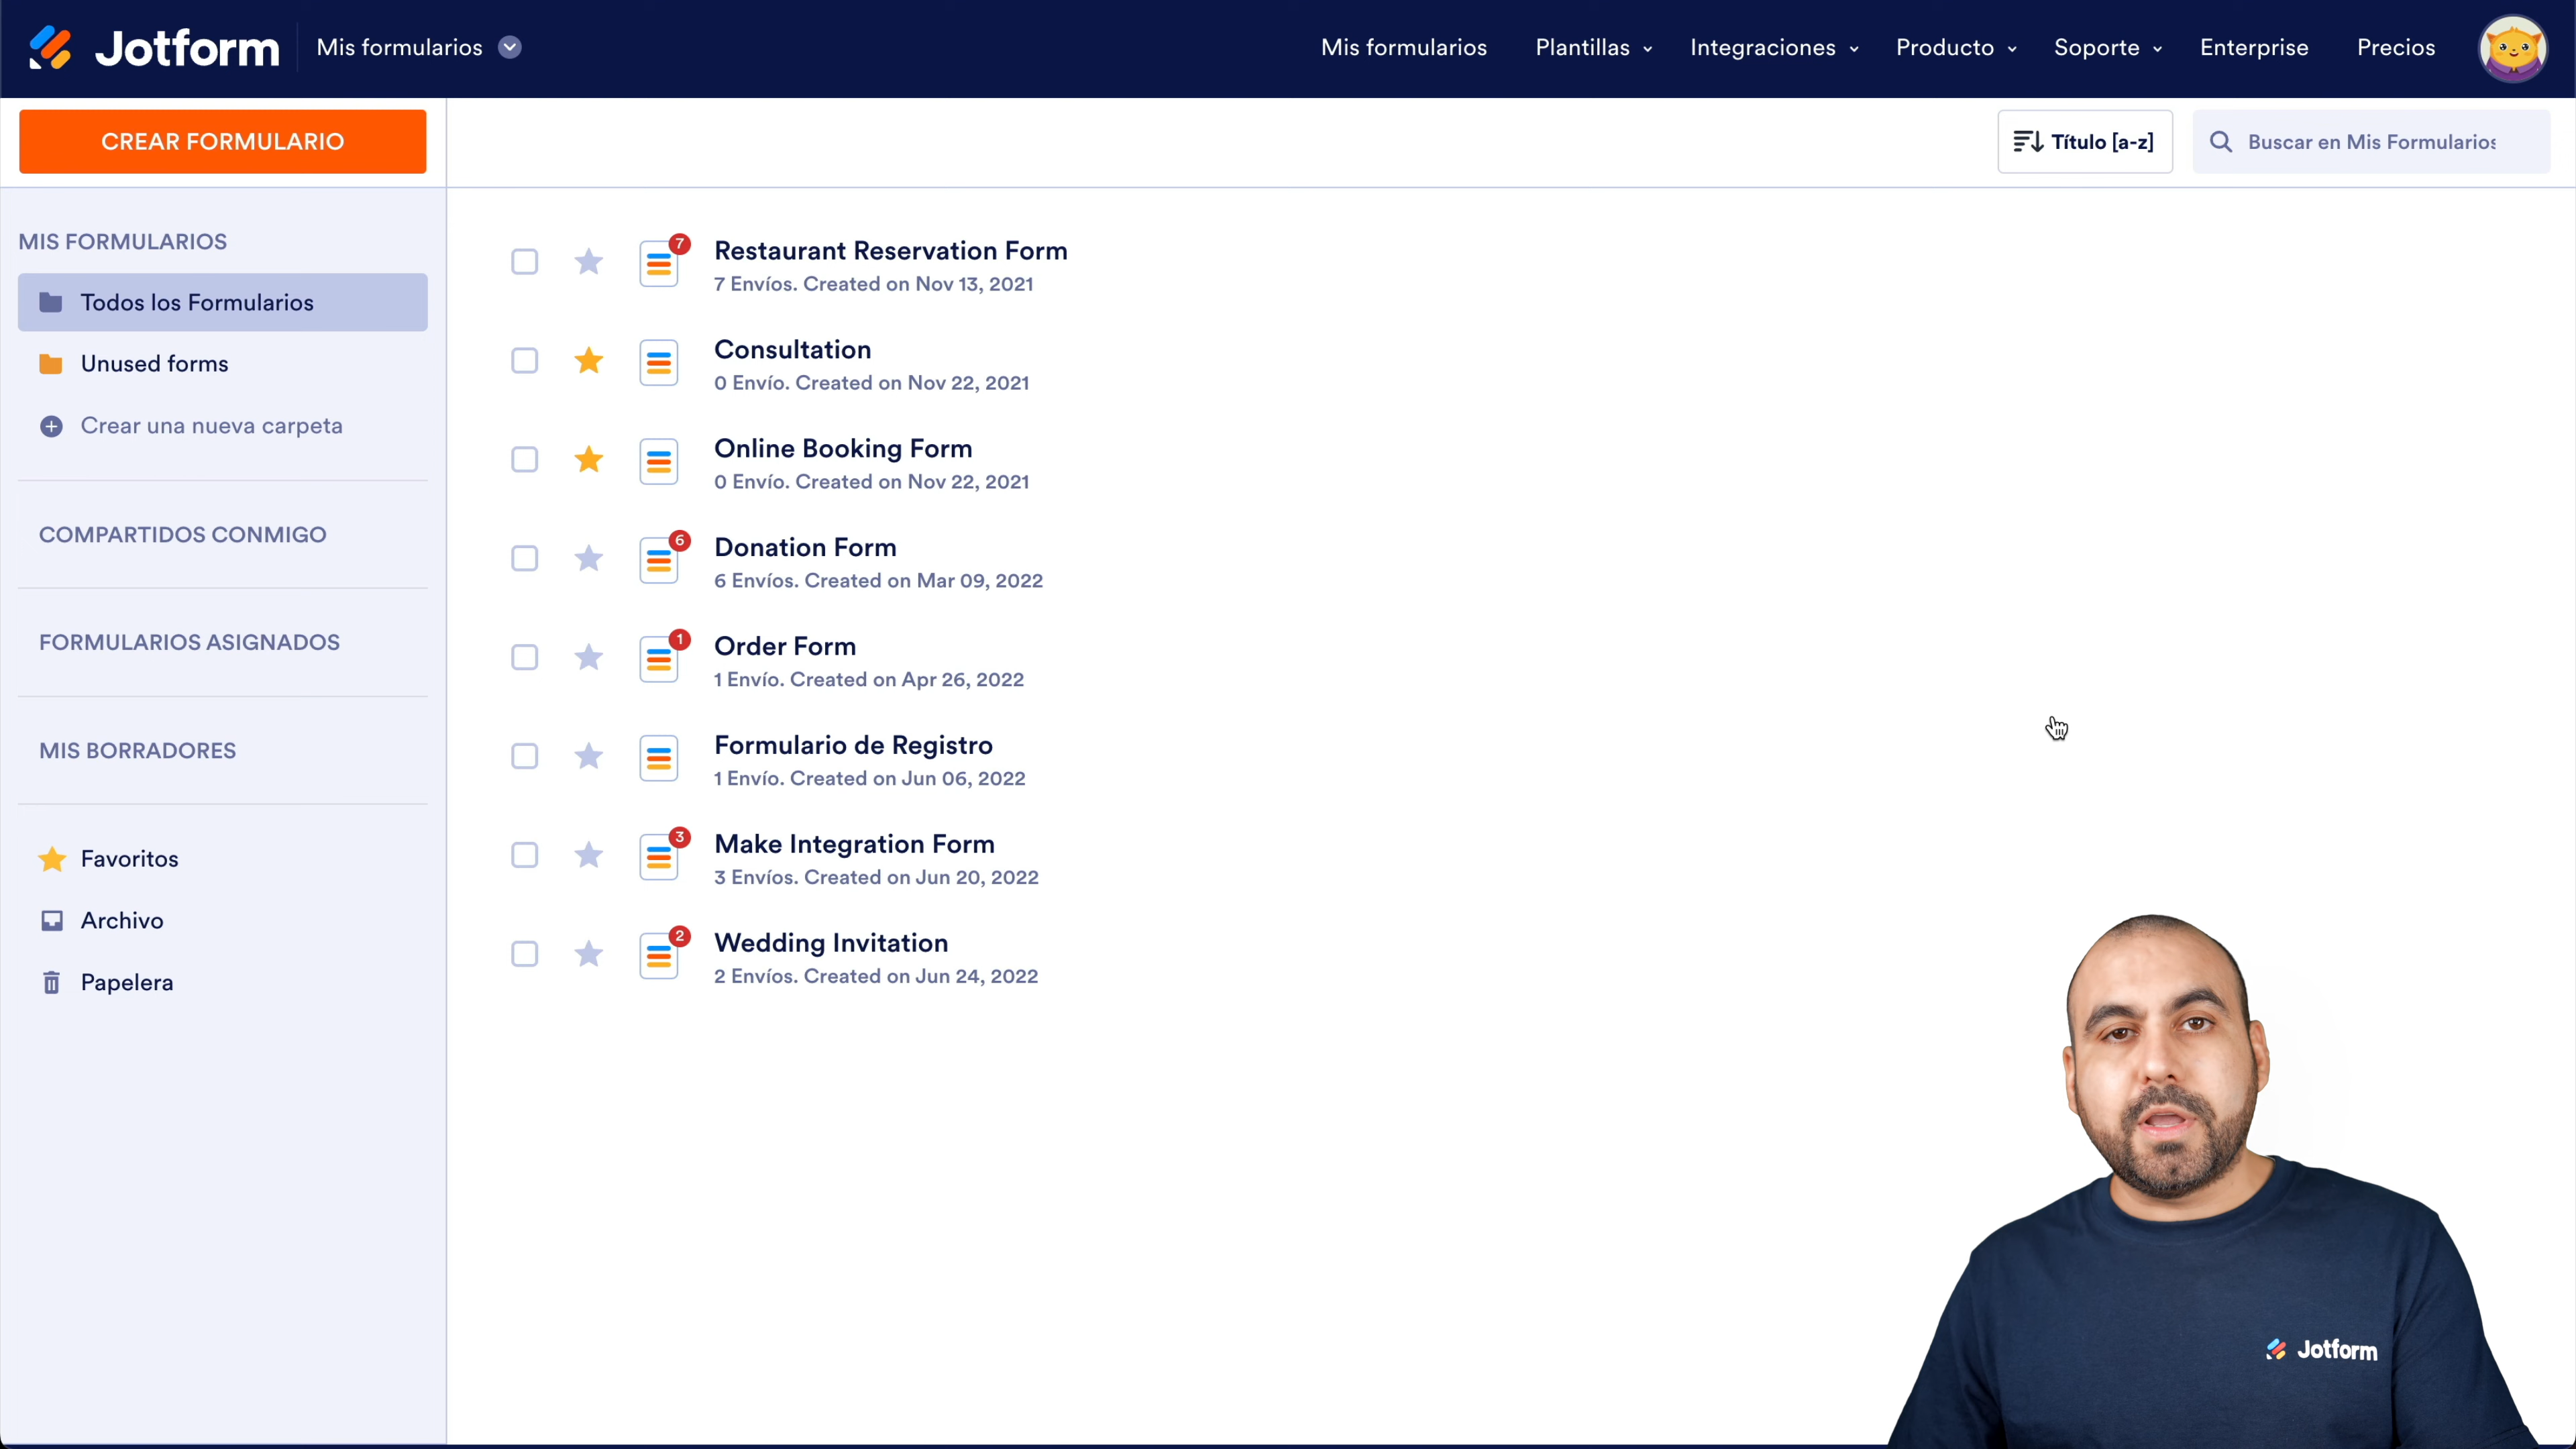 Jotform
Mis formularios
Mis formularios
Plantillas
Integraciones
Producto
Soporte
Enterprise
Precios
CREAR FORMULARIO
Título [a-z]
Buscar en Mis Formularios
MIS FORMULARIOS
Todos los Formularios
Unused forms
Crear una nueva carpeta
COMPARTIDOS CONMIGO
FORMULARIOS ASIGNADOS
MIS BORRADORES
Favoritos
Archivo
Papelera
7
Restaurant Reservation Form
7 Envíos. Created on Nov 13, 2021
Consultation
0 Envío. Created on Nov 22, 2021
Online Booking Form
0 Envío. Created on Nov 22, 2021
6
Donation Form
6 Envíos. Created on Mar 09, 2022
1
Order Form
1 Envío. Created on Apr 26, 2022
Formulario de Registro
1 Envío. Created on Jun 06, 2022
3
Make Integration Form
3 Envíos. Created on Jun 20, 2022
2
Wedding Invitation
2 Envíos. Created on Jun 24, 2022
Jotform